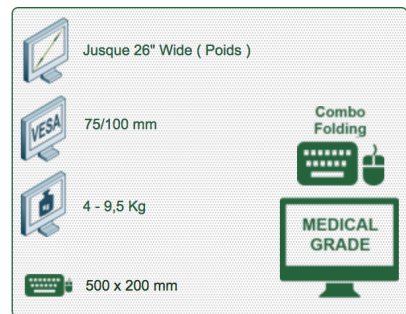 Jusque 26" Wide ( Poids )
VESA
75/100 mm
KG
4 - 9,5 Kg
500 x 200 mm
Combo
Folding
MEDICAL
GRADE